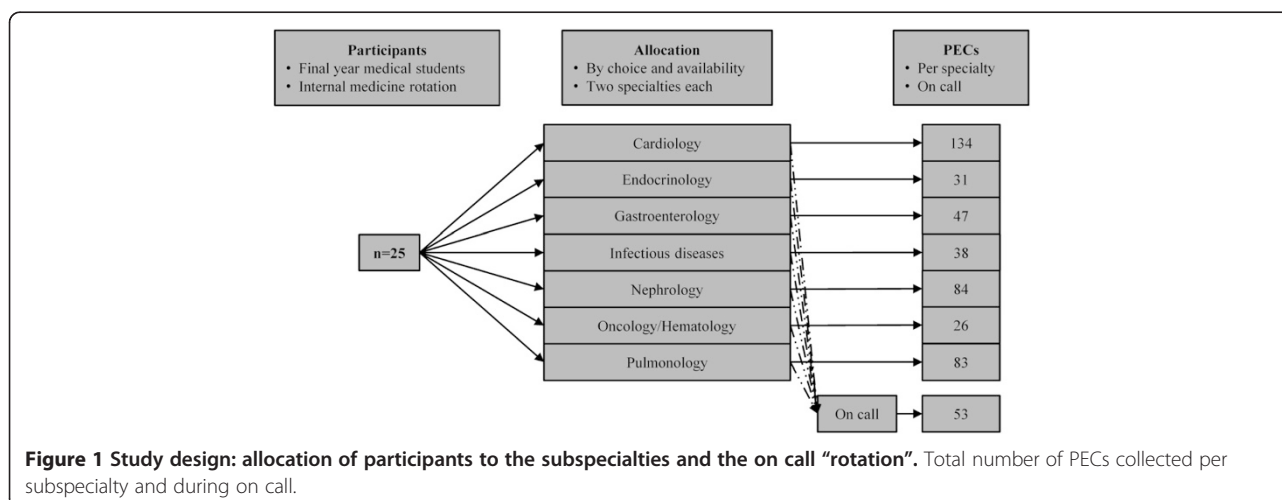 Participants
• Final year medical students
• Internal medicine rotation
Allocation
• By choice and availability
• Two specialties each
PECs
• Per specialty
• On call
n=25
Cardiology
134
Endocrinology
31
Gastroenterology
47
Infectious diseases
38
Nephrology
84
Oncology/Hematology
26
Pulmonology
83
On call
53
Figure 1 Study design: allocation of participants to the subspecialties and the on call “rotation”. Total number of PECs collected per
subspecialty and during on call.